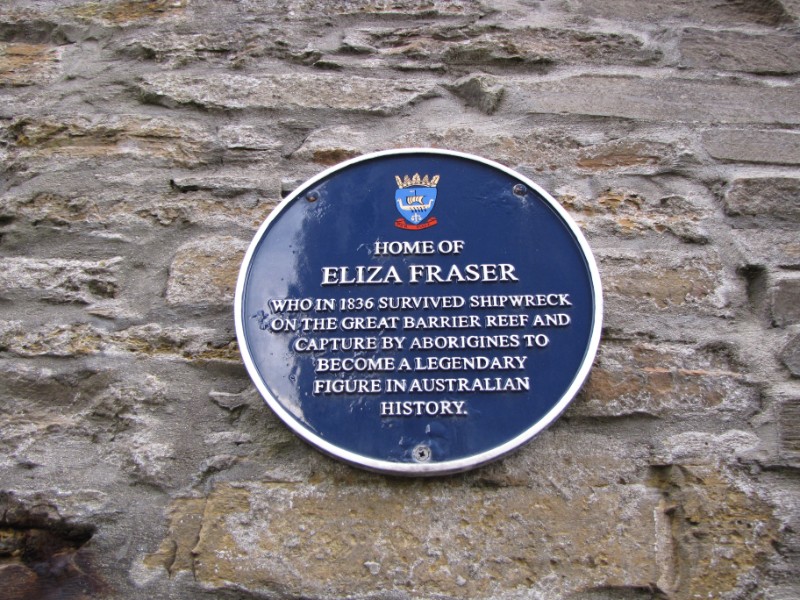 HOME OF
ELIZA FRASER
WHO IN 1836 SURVIVED SHIPWRECK
ON THE GREAT BARRIER REEF AND
CAPTURE BY ABORIGINES TO
BECOME A LEGENDARY
FIGURE IN AUSTRALIAN
HISTORY.